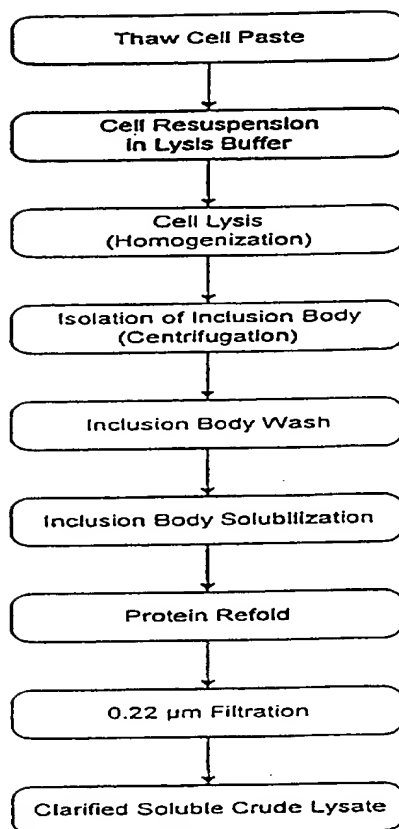 Thaw Cell Paste
Cell Resuspension
in Lysis Buffer
Cell Lysis
(Homogenization)
Isolation of Inclusion Body
(Centrifugation)
Inclusion Body Wash
Inclusion Body Solubilization
Protein Refold
0.22 μm Filtration
Clarified Soluble Crude Lysate